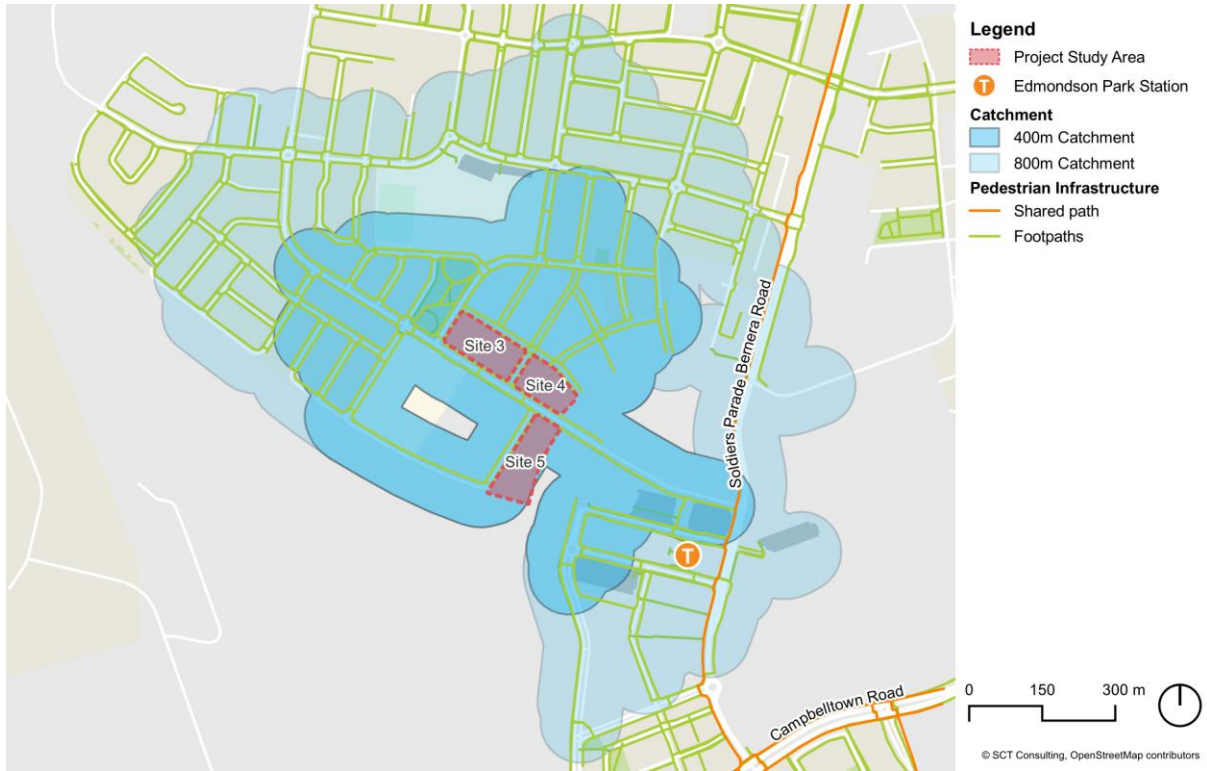 Site 3
Site 4
Site 5
Soldiers Parade Bernera Road
T
Campbelltown Road
Legend
Project Study Area
T Edmondson Park Station
Catchment
400m Catchment
800m Catchment
Pedestrian Infrastructure
Shared path
Footpaths
0 150 300 m
© SCT Consulting, OpenStreetMap contributors